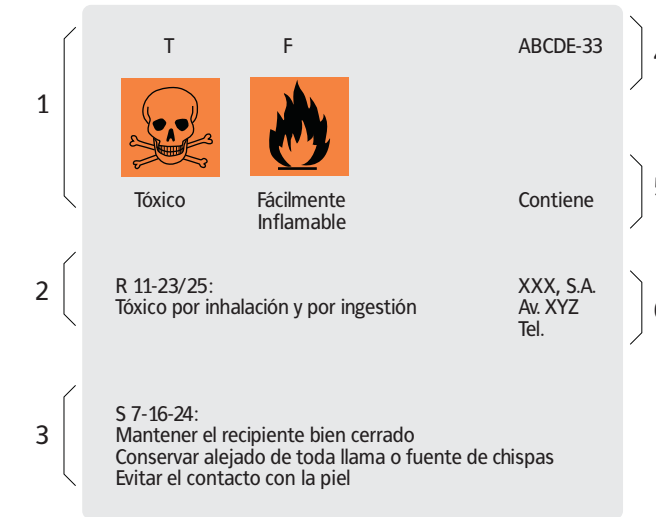 T F ABCDE-33
1
Tóxico Fácilmente Contiene
Inflamable
2
R 11-23/25: XXX, S.A.
Tóxico por inhalación y por ingestión Av. XYZ
Tel.
3
S 7-16-24:
Mantener el recipiente bien cerrado
Conservar alejado de toda llama o fuente de chispas
Evitar el contacto con la piel